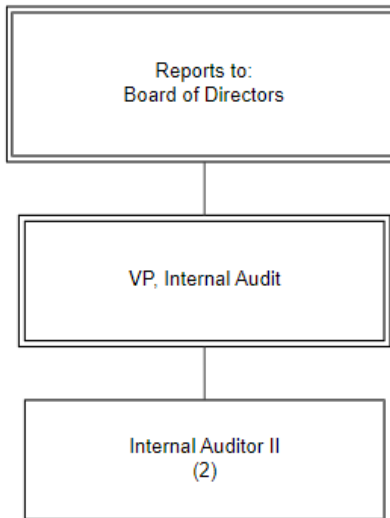 Reports to:
Board of Directors
VP, Internal Audit
Internal Auditor II
(2)